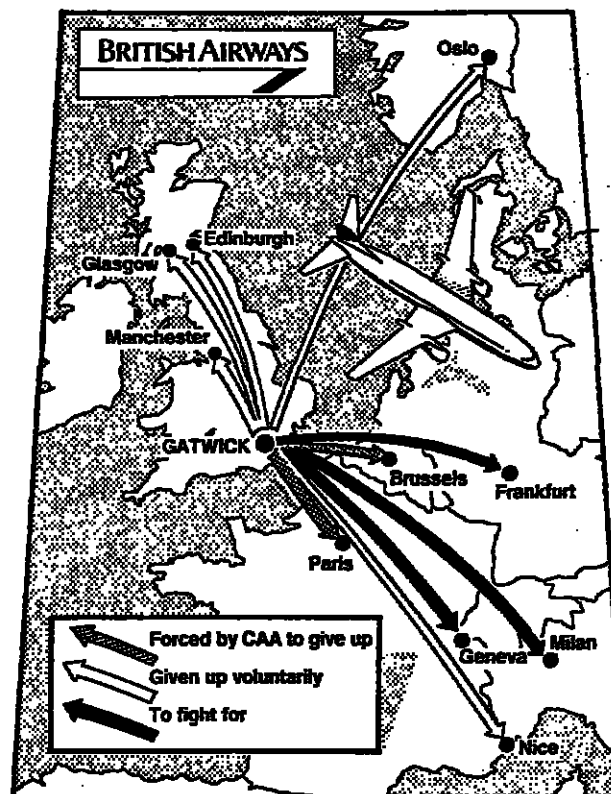 BRITISH AIRWAYS
Oslo
Edinburgh
Glasgow
Manchester
GATWICK
Brussels
Frankfurt
Paris
Geneva
Milan
Nice
Forced by CAA to give up
Given up voluntarily
To fight for